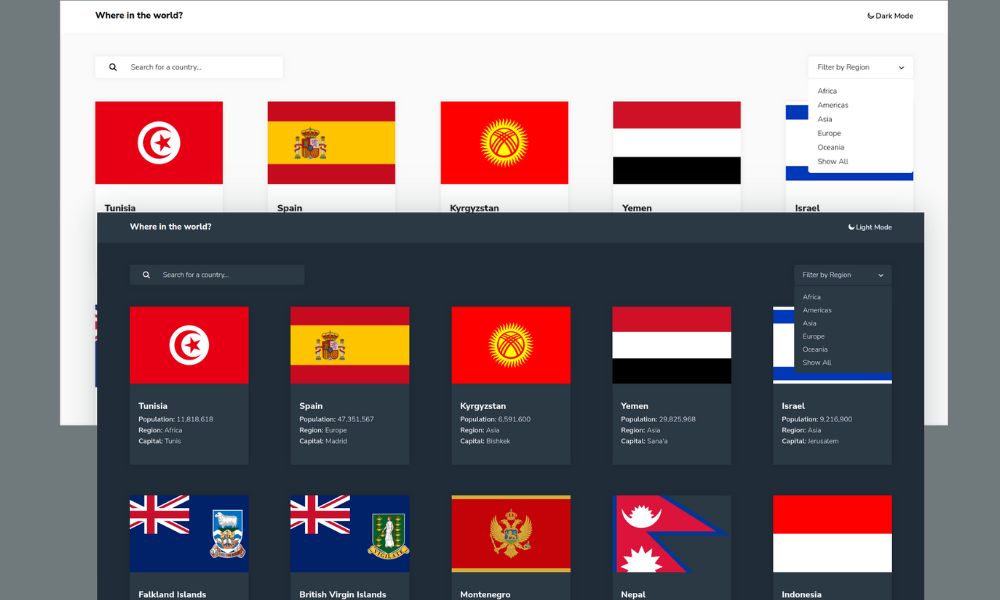 Where in the world?
Dark Mode
Search for a country...
Filter by Region
Africa
Americas
Asia
Europe
Oceania
Show All
Tunisia
Spain
Kyrgyzstan
Yemen
Israel
Where in the world?
Light Mode
Search for a country...
Filter by Region
Africa
Americas
Asia
Europe
Oceania
Show All
Tunisia
Population: 11,818,618
Region: Africa
Capital: Tunis
Spain
Population: 47,351,567
Region: Europe
Capital: Madrid
Kyrgyzstan
Population: 6,591,600
Region: Asia
Capital: Bishkek
Yemen
Population: 29,825,968
Region: Asia
Capital: Sana'a
Israel
Population: 9,216,900
Region: Asia
Capital: Jerusalem
VIGILATE
Falkland Islands
British Virgin Islands
Montenegro
Nepal
Indonesia